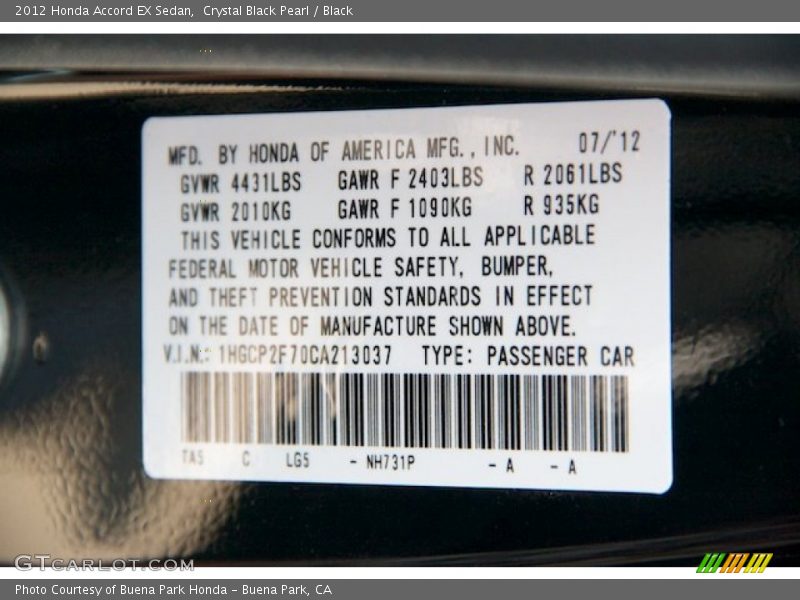 2012 Honda Accord EX Sedan,  Crystal Black Pearl / Black
MFD. BY HONDA OF AMERICA MFG., INC. 07/'12
GVWR 4431LBS GAWR F 2403LBS R 2061LBS
GVWR 2010KG GAWR F 1090KG R 935KG
THIS VEHICLE CONFORMS TO ALL APPLICABLE
FEDERAL MOTOR VEHICLE SAFETY, BUMPER,
AND THEFT PREVENTION STANDARDS IN EFFECT
ON THE DATE OF MANUFACTURE SHOWN ABOVE.
V.I.N.: 1HGCP2F70CA213037 TYPE: PASSENGER CAR
TA5 C LG5 - NH731P - A - A
GTCARLOT.COM
Photo Courtesy of Buena Park Honda - Buena Park, CA